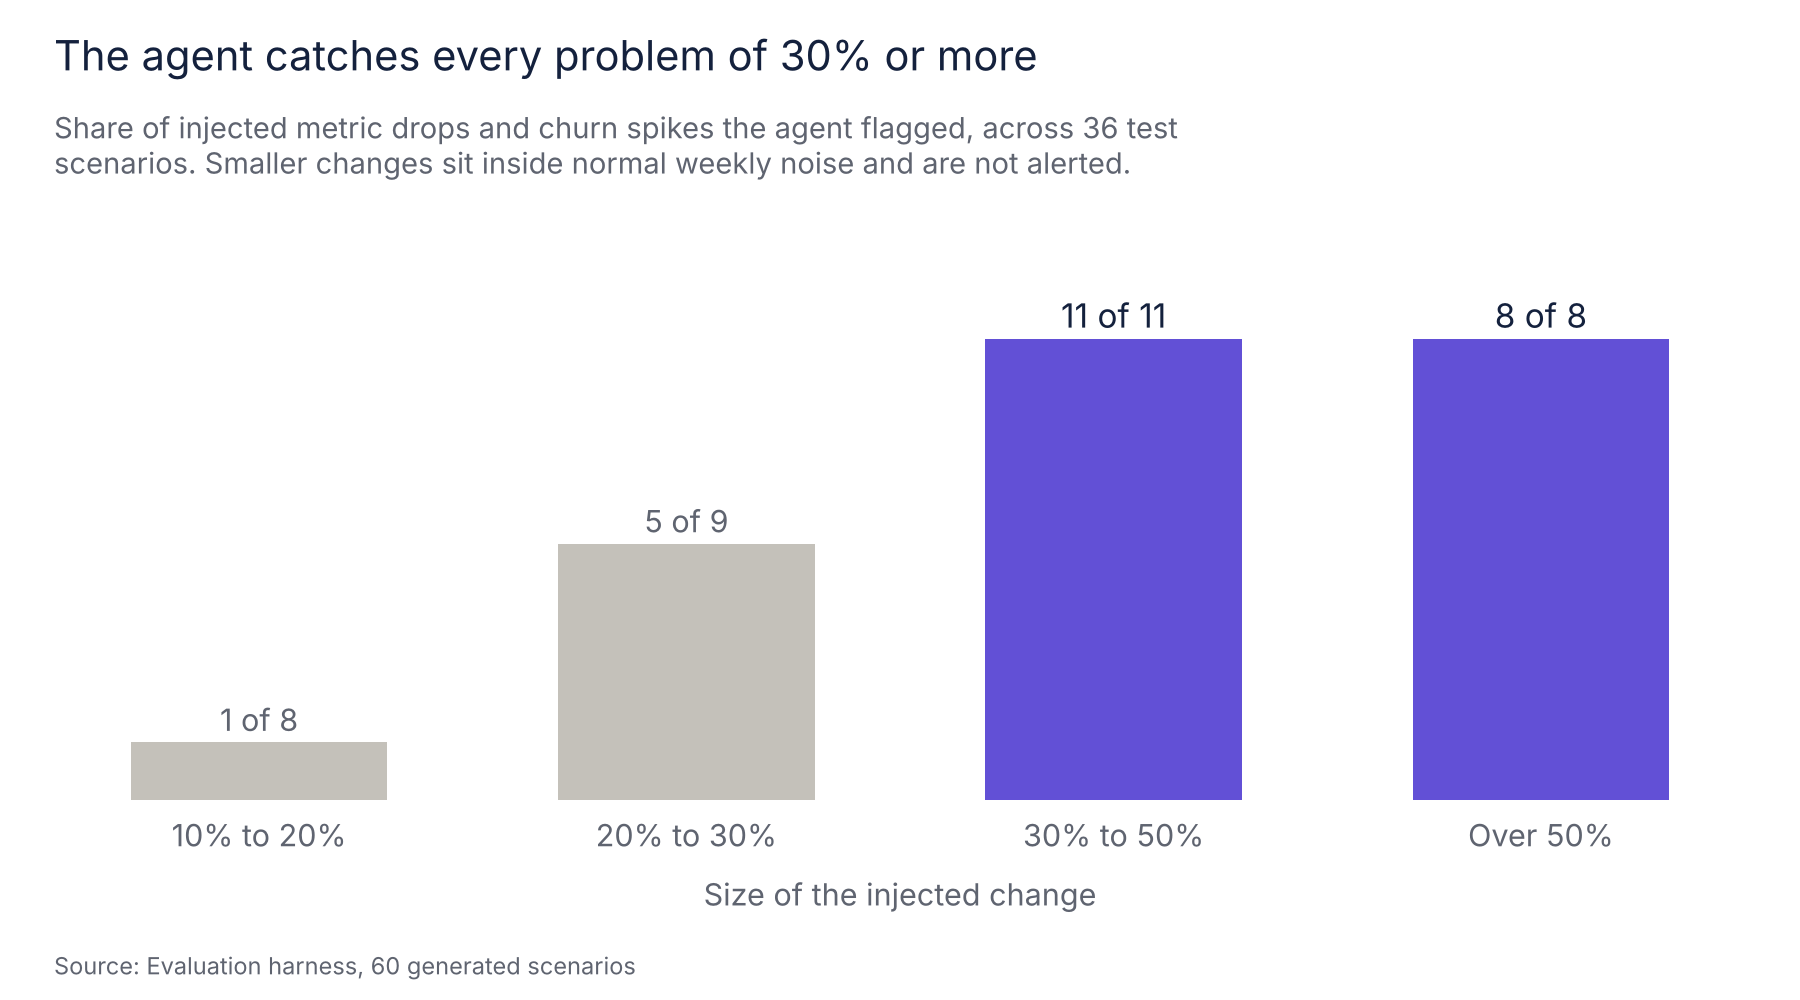 The agent catches every problem of 30% or more
Share of injected metric drops and churn spikes the agent flagged, across 36 test
scenarios. Smaller changes sit inside normal weekly noise and are not alerted.
1 of 8
5 of 9
11 of 11
8 of 8
10% to 20%
20% to 30%
30% to 50%
Over 50%
Size of the injected change
Source: Evaluation harness, 60 generated scenarios